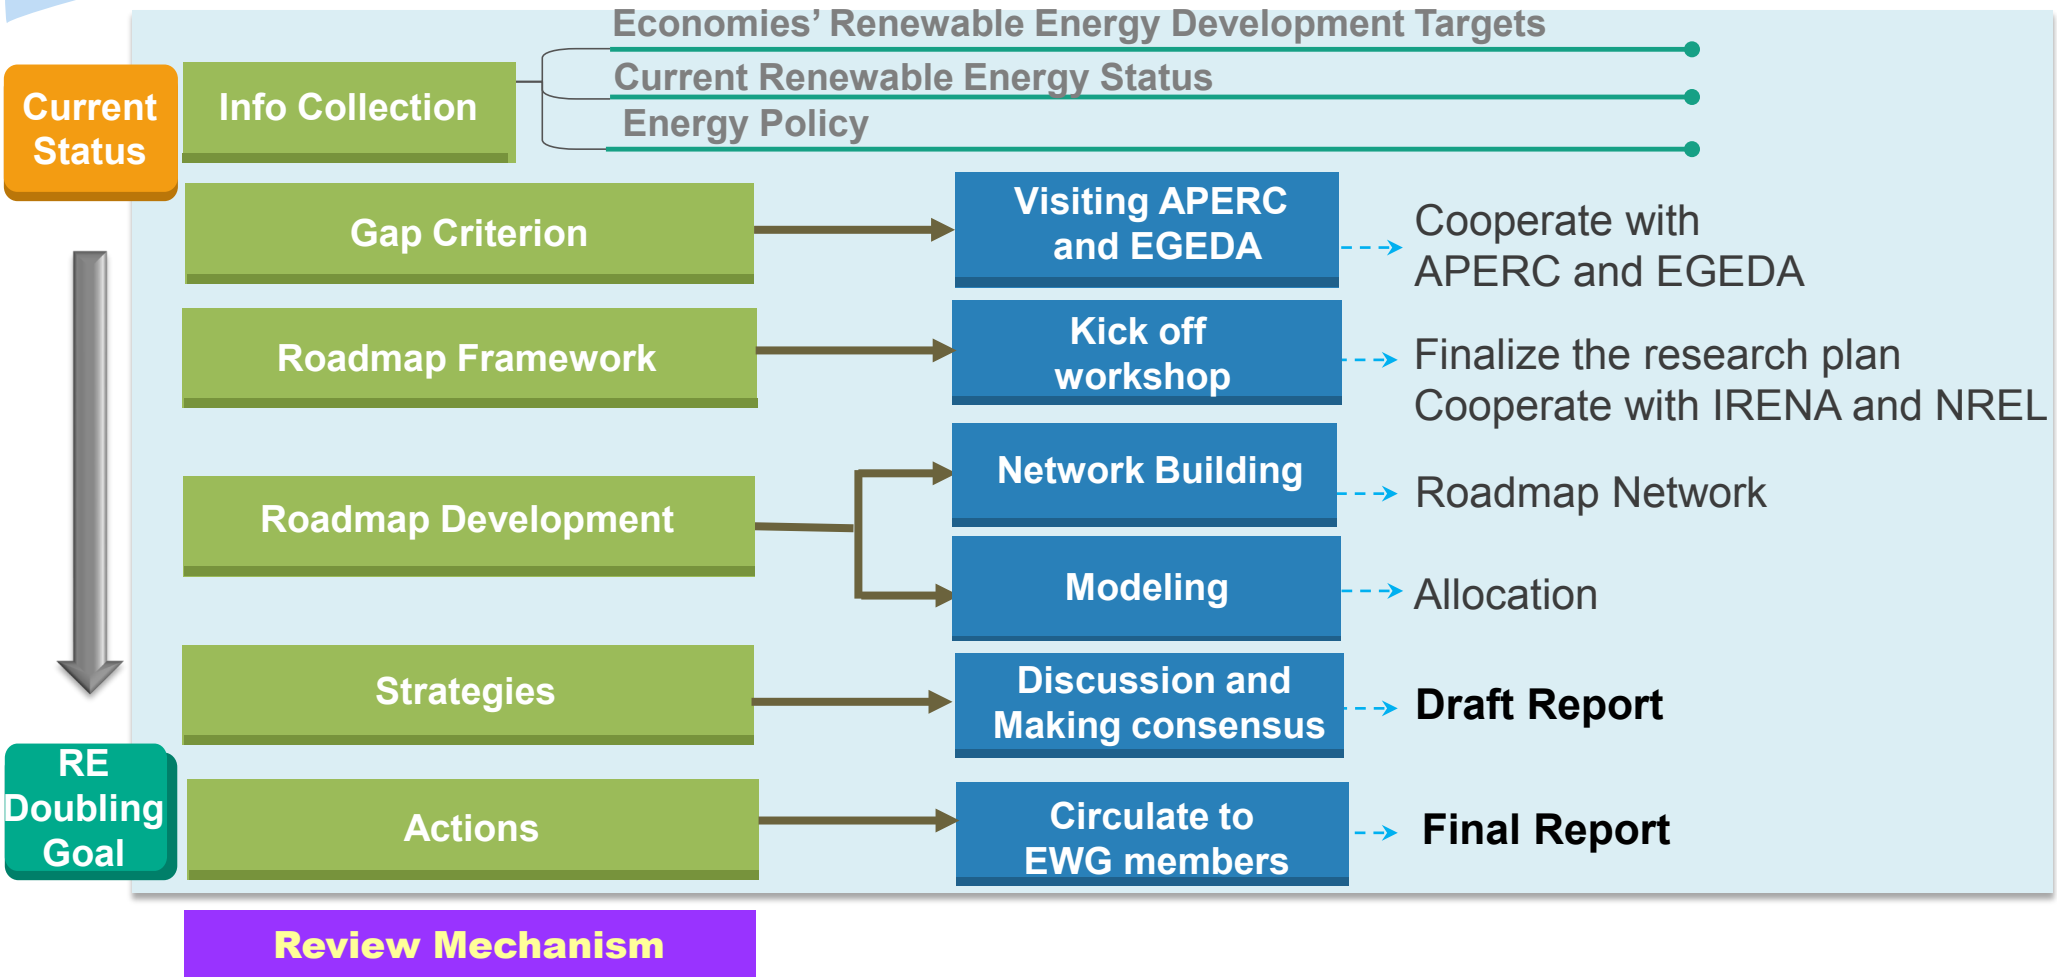 Economies’ Renewable Energy Development Targets
Current Renewable Energy Status
Energy Policy
Current
Status
Info Collection
Gap Criterion
Visiting APERC
and EGEDA
Cooperate with
APERC and EGEDA
Roadmap Framework
Kick off
workshop
Finalize the research plan
Cooperate with IRENA and NREL
Roadmap Development
Network Building
Roadmap Network
Modeling
Allocation
Strategies
Discussion and
Making consensus
Draft Report
RE
Doubling
Goal
Actions
Circulate to
EWG members
Final Report
Review Mechanism